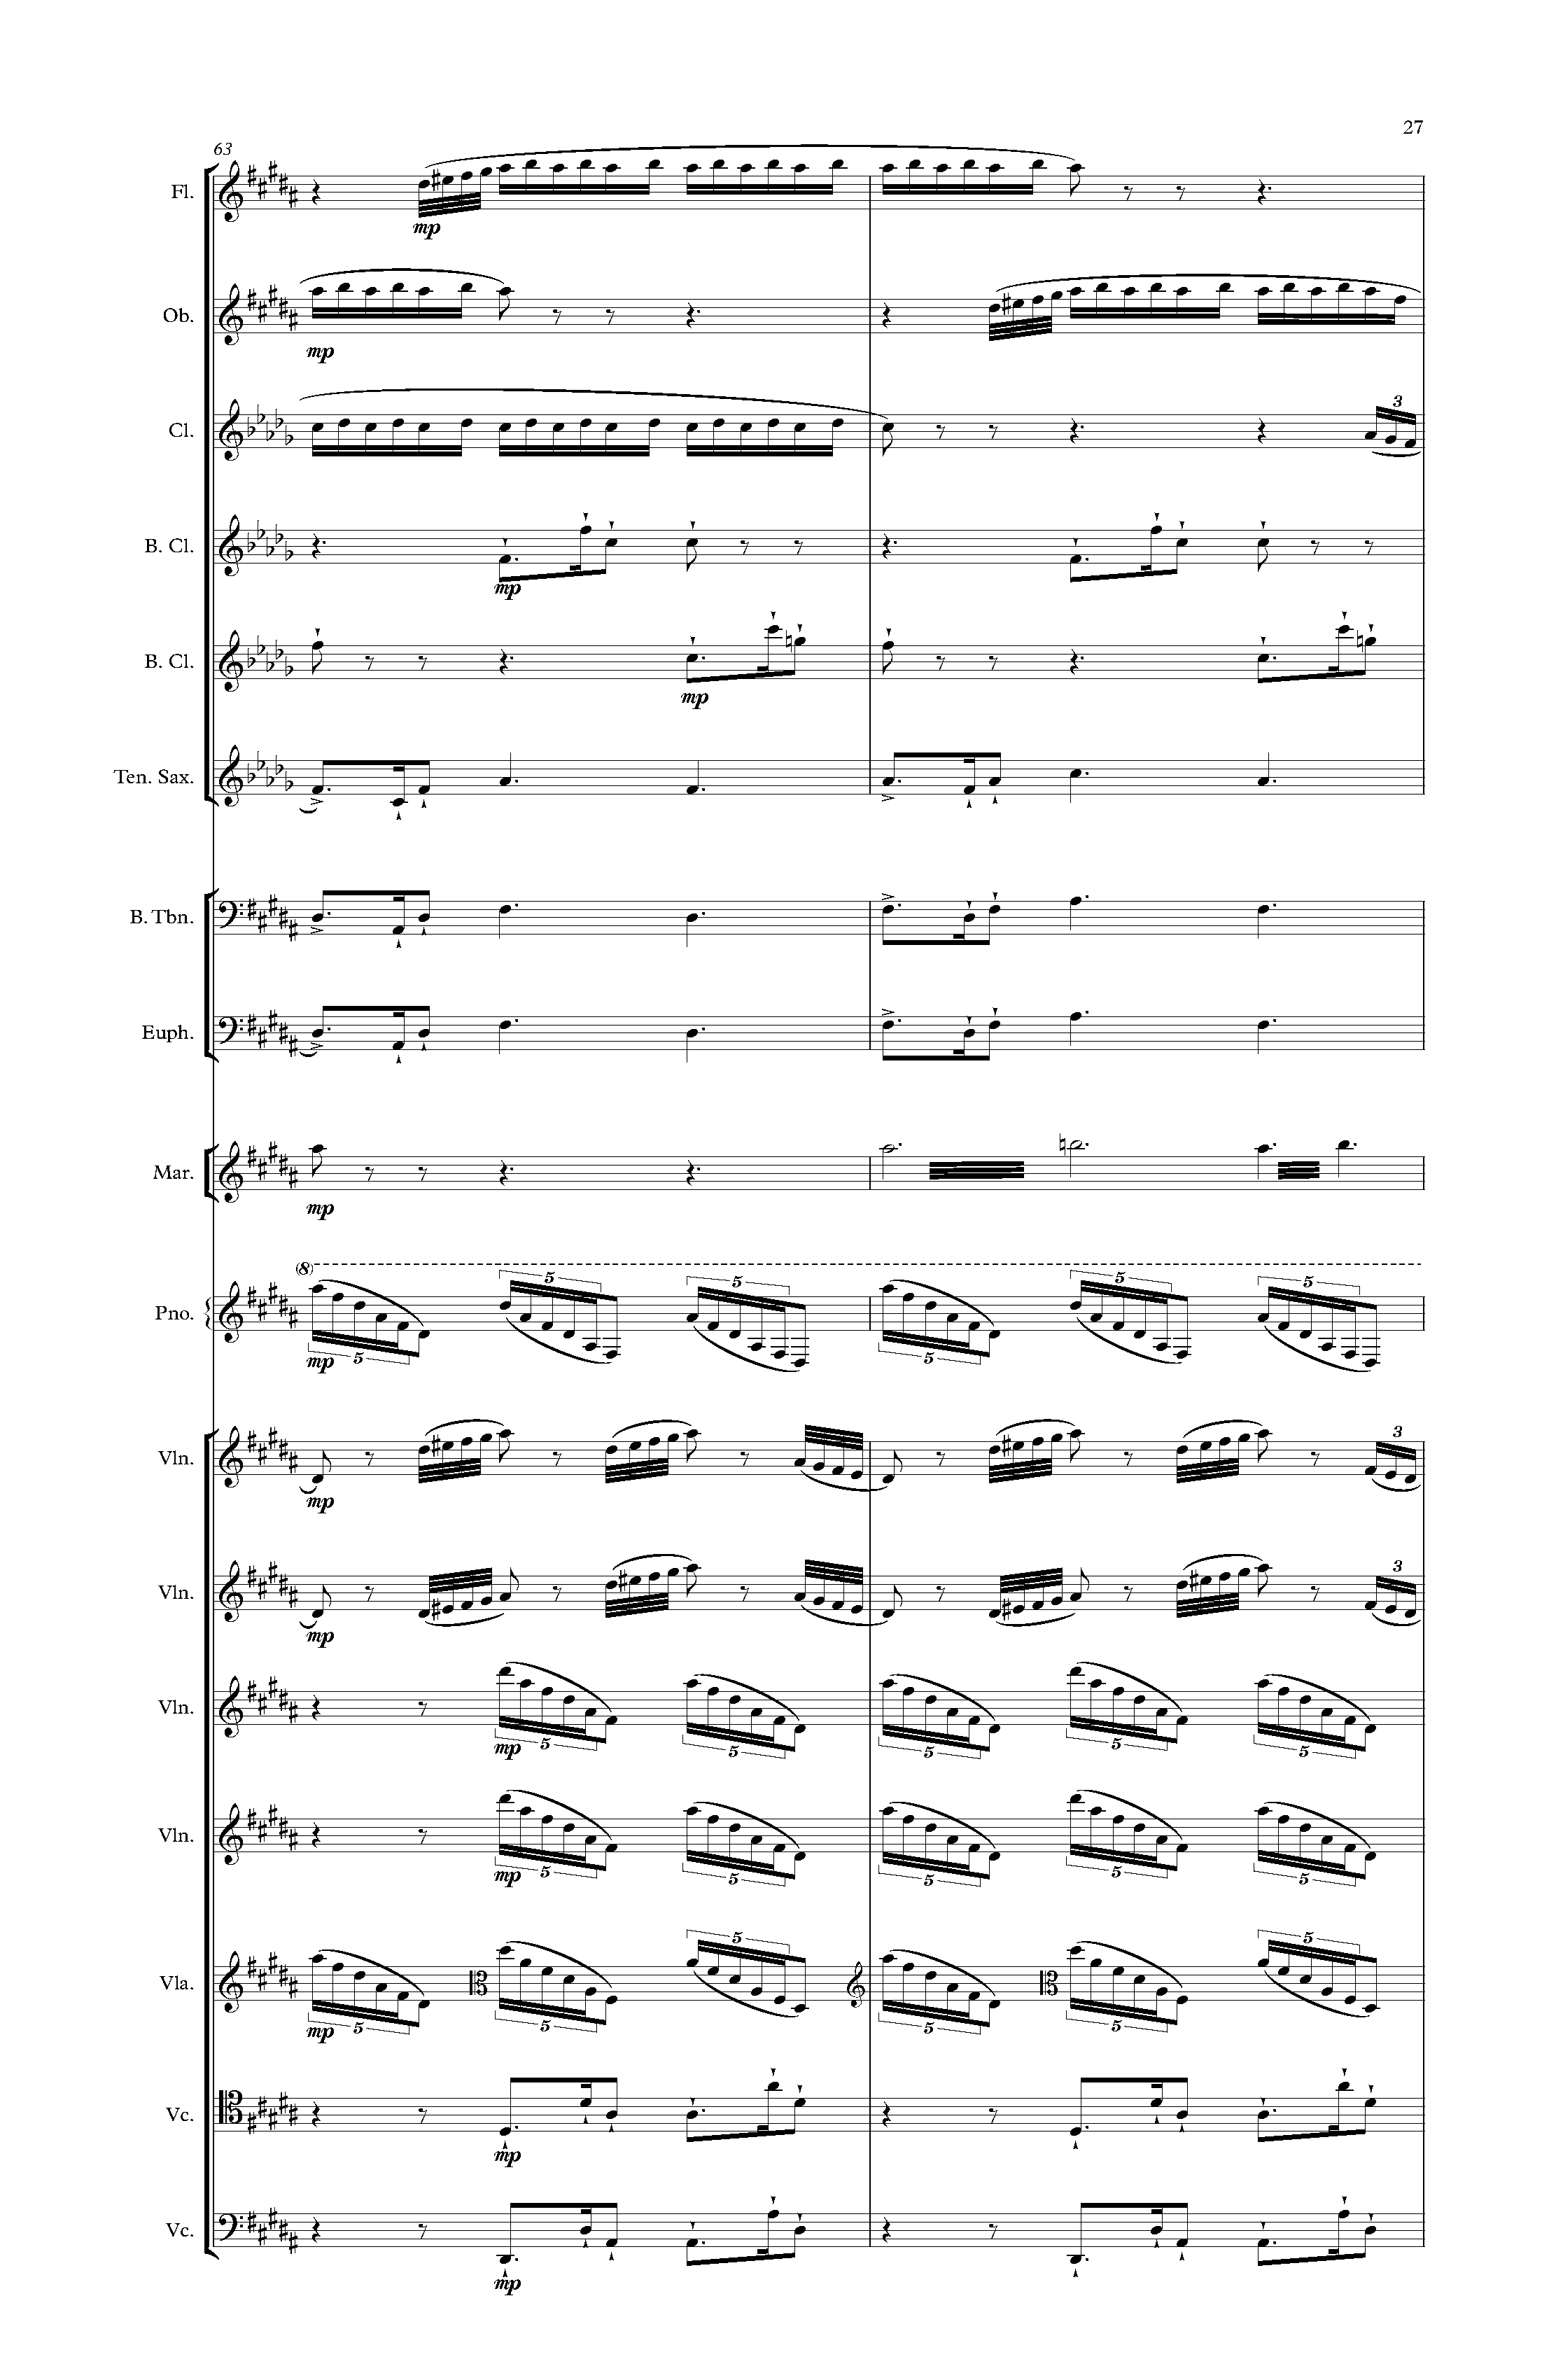 27
63
Fl.
mp
Ob.
mp
Cl.
3
B. Cl.
mp
B. Cl.
mp
Ten. Sax.
B. Tbn.
Euph.
Mar.
mp
(8)
5 5 5 5
Pno.
mp 5 5
3
Vln.
mp
3
Vln.
mp
Vln.
mp 5 5 5 5 5
Vln.
mp 5 5 5 5 5
5 5
Vla.
mp 5 5 5 5
Vc.
mp
Vc.
mp